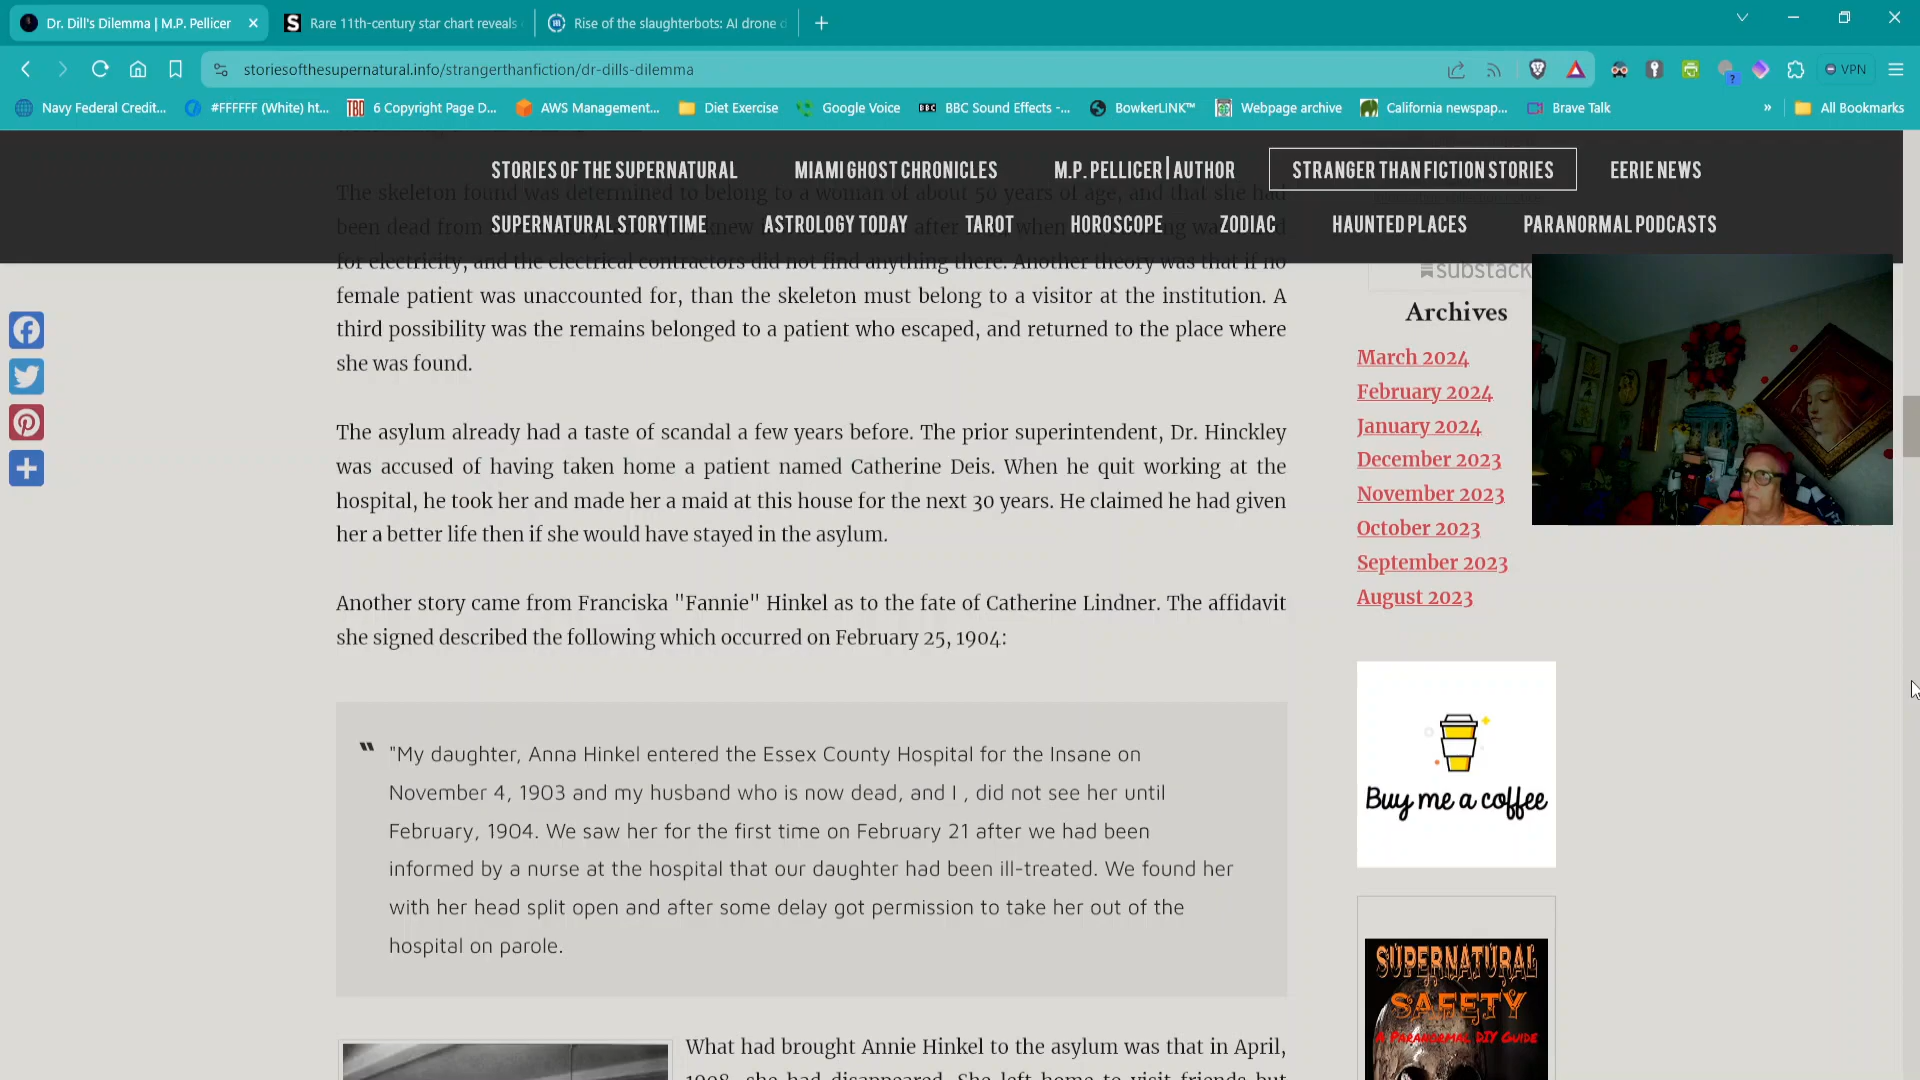 Dr. Dill's Dilemma | M.P. Pellicer
Rare 11th-century star chart reveals
Rise of the slaughterbots: AI drone
storiesofthesupernatural.info/strangerthanfiction/dr-dills-dilemma
VPN
Navy Federal Credit...
#FFFFFF (White) ht...
6 Copyright Page D...
AWS Management...
Diet Exercise
Google Voice
BBC Sound Effects -...
BowkerLINK™
Webpage archive
California newspap...
Brave Talk
»
All Bookmarks
STORIES OF THE SUPERNATURAL
MIAMI GHOST CHRONICLES
M.P. PELLICER | AUTHOR
STRANGER THAN FICTION STORIES
EERIE NEWS
The skeleton found was determined to belong to a woman of about 50 years of age, and that she had
SUPERNATURAL STORYTIME
ASTROLOGY TODAY
TAROT
HOROSCOPE
ZODIAC
HAUNTED PLACES
PARANORMAL PODCASTS
been dead from knew after when
for electricity, and the electrical contractors did not find anything there. Another theory was that if no
female patient was unaccounted for, than the skeleton must belong to a visitor at the institution. A
third possibility was the remains belonged to a patient who escaped, and returned to the place where
she was found.
The asylum already had a taste of scandal a few years before. The prior superintendent, Dr. Hinckley
was accused of having taken home a patient named Catherine Deis. When he quit working at the
hospital, he took her and made her a maid at this house for the next 30 years. He claimed he had given
her a better life then if she would have stayed in the asylum.
Another story came from Franciska "Fannie" Hinkel as to the fate of Catherine Lindner. The affidavit
she signed described the following which occurred on February 25, 1904:
"My daughter, Anna Hinkel entered the Essex County Hospital for the Insane on
November 4, 1903 and my husband who is now dead, and I , did not see her until
February, 1904. We saw her for the first time on February 21 after we had been
informed by a nurse at the hospital that our daughter had been ill-treated. We found her
with her head split open and after some delay got permission to take her out of the
hospital on parole.
What had brought Annie Hinkel to the asylum was that in April,
1908, she had disappeared. She left home to visit friends but
substack
Archives
March 2024
February 2024
January 2024
December 2023
November 2023
October 2023
September 2023
August 2023
Buy me a coffee
SUPERNATURAL
SAFETY
A PARANORMAL DIY GUIDE